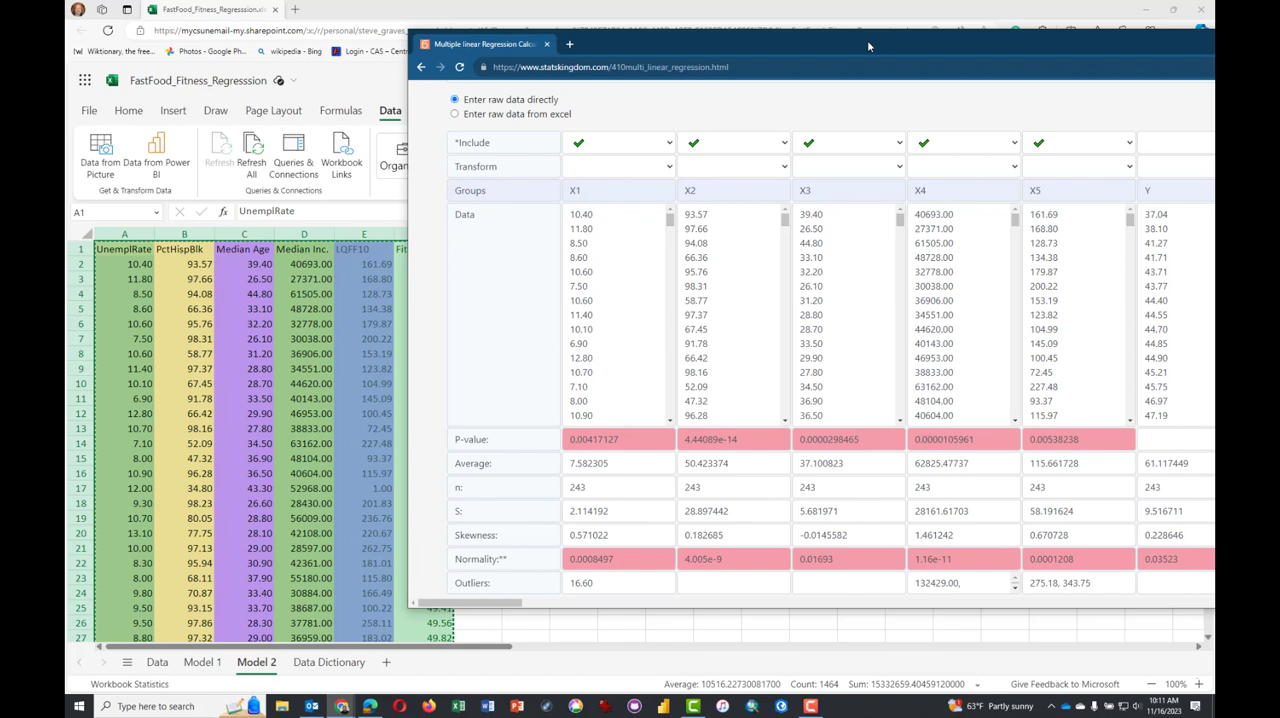 FastFood_Fitness_Regresssion.xls
https://mycsunemail-my.sharepoint.com/:x:/r/personal/steve_graves_
Wiktionary, the free... Photos - Google Ph... wikipedia - Bing Login - CAS – Centr...
FastFood_Fitness_Regresssion
File Home Insert Draw Page Layout Formulas Data
Data from Picture
Data from Power BI
Refresh
Refresh All
Queries & Connections
Workbook Links
Organ
Get & Transform Data
Queries & Connections
A1 fx UnemplRate
A B C D E
1 UnemplRate PctHispBlk Median Age Median Inc. LQFF10 Fit
2 10.40 93.57 39.40 40693.00 161.69
3 11.80 97.66 26.50 27371.00 168.80
4 8.50 94.08 44.80 61505.00 128.73
5 8.60 66.36 33.10 48728.00 134.38
6 10.60 95.76 32.20 32778.00 179.87
7 7.50 98.31 26.10 30038.00 200.22
8 10.60 58.77 31.20 36906.00 153.19
9 11.40 97.37 28.80 34551.00 123.82
10 10.10 67.45 28.70 44620.00 104.99
11 6.90 91.78 33.50 40143.00 145.09
12 12.80 66.42 29.90 46953.00 100.45
13 10.70 98.16 27.80 38833.00 72.45
14 7.10 52.09 34.50 63162.00 227.48
15 8.00 47.32 36.90 48104.00 93.37
16 10.90 96.28 36.50 40604.00 115.97
17 12.00 34.80 43.30 52968.00 1.00
18 9.30 98.23 26.60 28430.00 201.83
19 10.70 80.05 28.80 56009.00 236.76
20 13.10 77.75 28.10 42108.00 220.67
21 10.00 97.13 29.00 28597.00 262.75
22 8.30 95.94 30.90 42361.00 181.01
23 8.00 68.11 37.90 55180.00 115.80
24 9.80 70.87 33.40 30884.00 166.49
25 9.50 93.15 33.70 38687.00 100.22 49.41
26 9.50 97.86 28.30 37781.00 258.11 49.56
27 8.80 97.32 29.00 36959.00 183.02 49.82
Data Model 1 Model 2 Data Dictionary +
Workbook Statistics Average: 10516.22730081700 Count: 1464 Sum: 15332659.40459120000 Give Feedback to Microsoft 100%
Multiple linear Regression Calcu
https://www.statskingdom.com/410multi_linear_regression.html
Enter raw data directly
Enter raw data from excel
*Include
Transform
Groups X1 X2 X3 X4 X5 Y
Data 10.40 93.57 39.40 40693.00 161.69 37.04
11.80 97.66 26.50 27371.00 168.80 38.10
8.50 94.08 44.80 61505.00 128.73 41.27
8.60 66.36 33.10 48728.00 134.38 41.71
10.60 95.76 32.20 32778.00 179.87 43.71
7.50 98.31 26.10 30038.00 200.22 43.77
10.60 58.77 31.20 36906.00 153.19 44.40
11.40 97.37 28.80 34551.00 123.82 44.55
10.10 67.45 28.70 44620.00 104.99 44.70
6.90 91.78 33.50 40143.00 145.09 44.85
12.80 66.42 29.90 46953.00 100.45 44.90
10.70 98.16 27.80 38833.00 72.45 45.21
7.10 52.09 34.50 63162.00 227.48 45.75
8.00 47.32 36.90 48104.00 93.37 46.97
10.90 96.28 36.50 40604.00 115.97 47.19
P-value: 0.00417127 4.44089e-14 0.0000298465 0.0000105961 0.00538238
Average: 7.582305 50.423374 37.100823 62825.47737 115.661728 61.117449
n: 243 243 243 243 243 243
S: 2.114192 28.897442 5.681971 28161.61703 58.191624 9.516711
Skewness: 0.571022 0.182685 -0.0145582 1.461242 0.670728 0.228646
Normality:** 0.0008497 4.005e-9 0.01693 1.16e-11 0.0001208 0.03523
Outliers: 16.60 132429.00, 275.18, 343.75
Type here to search
63°F Partly sunny
10:11 AM
11/16/2023